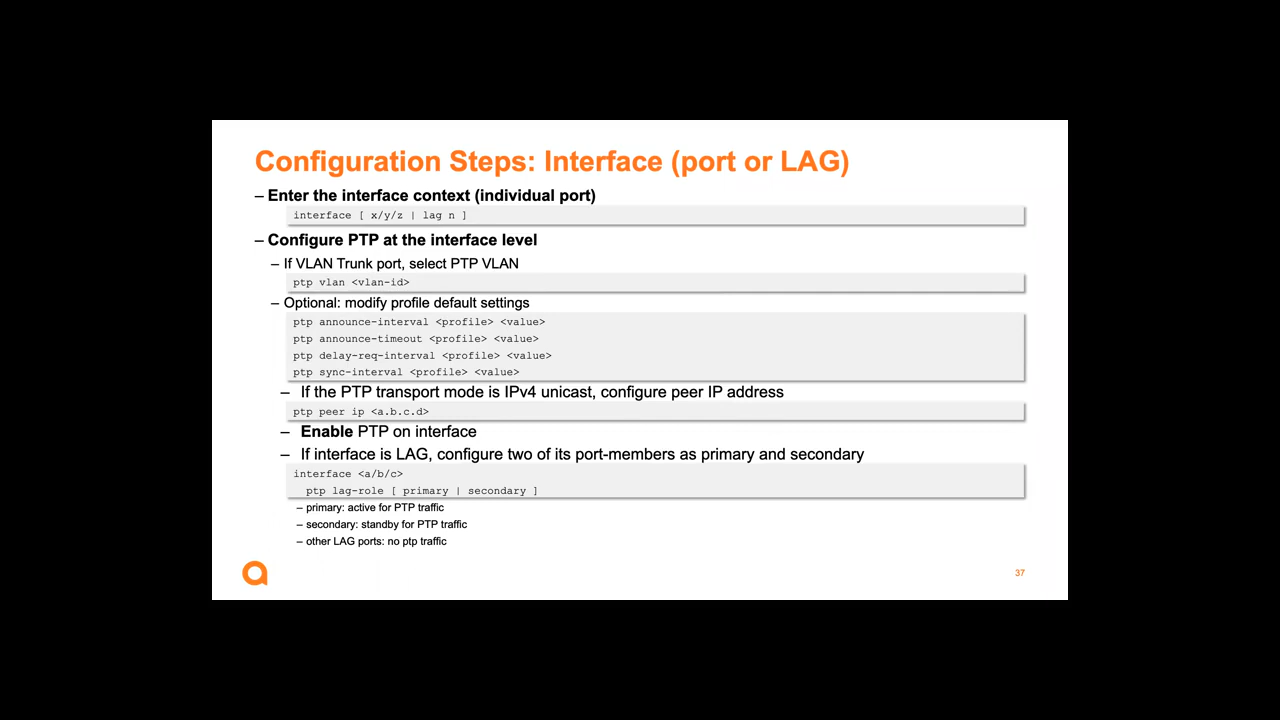 Configuration Steps: Interface (port or LAG)
– Enter the interface context (individual port)
interface [ x/y/z | lag n ]
– Configure PTP at the interface level
– If VLAN Trunk port, select PTP VLAN
ptp vlan <vlan-id>
– Optional: modify profile default settings
ptp announce-interval <profile> <value>
ptp announce-timeout <profile> <value>
ptp delay-req-interval <profile> <value>
ptp sync-interval <profile> <value>
– If the PTP transport mode is IPv4 unicast, configure peer IP address
ptp peer ip <a.b.c.d>
– Enable PTP on interface
– If interface is LAG, configure two of its port-members as primary and secondary
interface <a/b/c>
ptp lag-role [ primary | secondary ]
– primary: active for PTP traffic
– secondary: standby for PTP traffic
– other LAG ports: no ptp traffic
37